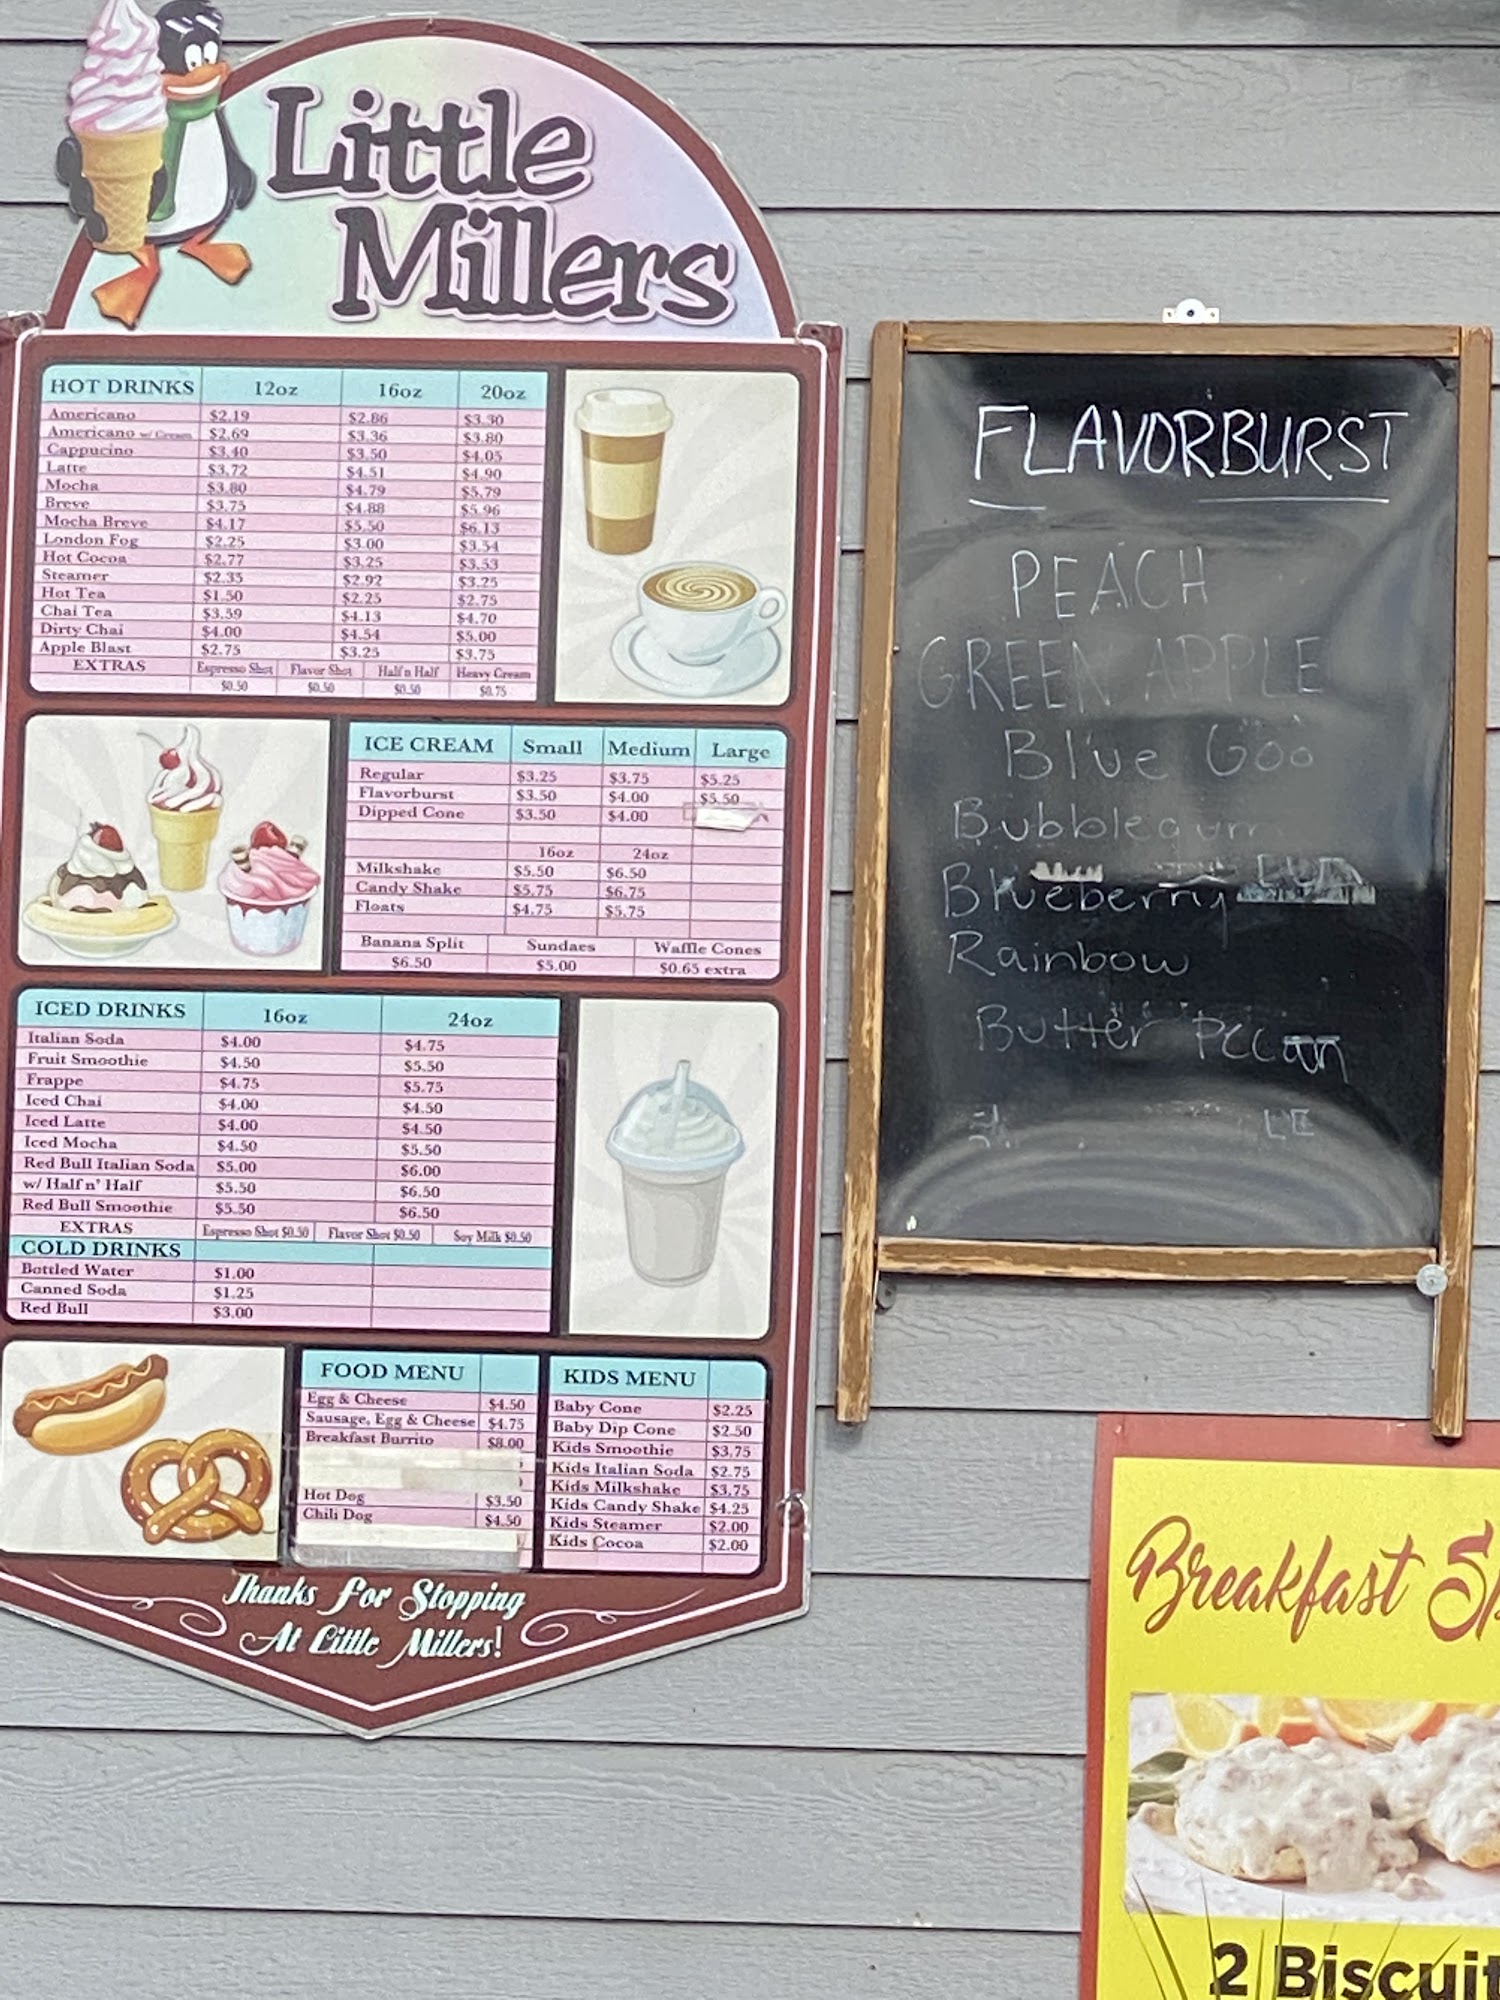 Little
Millers
HOT DRINKS 12oz 16oz 20oz
Americano $2.19 $2.86 $3.30
Americano w/ Cream $2.69 $3.36 $3.80
Cappucino $3.40 $3.50 $4.05
Latte $3.72 $4.51 $4.90
Mocha $3.80 $4.79 $5.79
Breve $3.75 $4.88 $5.96
Mocha Breve $4.17 $5.50 $6.13
London Fog $2.25 $3.00 $3.54
Hot Cocoa $2.77 $3.25 $3.53
Steamer $2.35 $2.92 $3.25
Hot Tea $1.50 $2.25 $2.75
Chai Tea $3.59 $4.13 $4.70
Dirty Chai $4.00 $4.54 $5.00
Apple Blast $2.75 $3.25 $3.75
EXTRAS Espresso Shot Flavor Shot Half n Half Heavy Cream
$0.50 $0.50 $0.50 $0.75
ICE CREAM Small Medium Large
Regular $3.25 $3.75 $5.25
Flavorburst $3.50 $4.00 $5.50
Dipped Cone $3.50 $4.00
16oz 24oz
Milkshake $5.50 $6.50
Candy Shake $5.75 $6.75
Floats $4.75 $5.75
Banana Split Sundaes Waffle Cones
$6.50 $5.00 $0.65 extra
ICED DRINKS 16oz 24oz
Italian Soda $4.00 $4.75
Fruit Smoothie $4.50 $5.50
Frappe $4.75 $5.75
Iced Chai $4.00 $4.50
Iced Latte $4.00 $4.50
Iced Mocha $4.50 $5.50
Red Bull Italian Soda $5.00 $6.00
w/ Half n' Half $5.50 $6.50
Red Bull Smoothie $5.50 $6.50
EXTRAS Espresso Shot $0.50 Flavor Shot $0.50 Soy Milk $0.50
COLD DRINKS
Bottled Water $1.00
Canned Soda $1.25
Red Bull $3.00
FOOD MENU
Egg & Cheese $4.50
Sausage, Egg & Cheese $4.75
Breakfast Burrito $8.00
Hot Dog $3.50
Chili Dog $4.50
KIDS MENU
Baby Cone $2.25
Baby Dip Cone $2.50
Kids Smoothie $3.75
Kids Italian Soda $2.75
Kids Milkshake $3.75
Kids Candy Shake $4.25
Kids Steamer $2.00
Kids Cocoa $2.00
Thanks for Stopping
At Little Millers!
FLAVORBURST
PEACH
GREEN APPLE
Blue Goo
Bubblegum
Blueberry
Rainbow
Butter Pecan
Breakfast
2 Biscuit